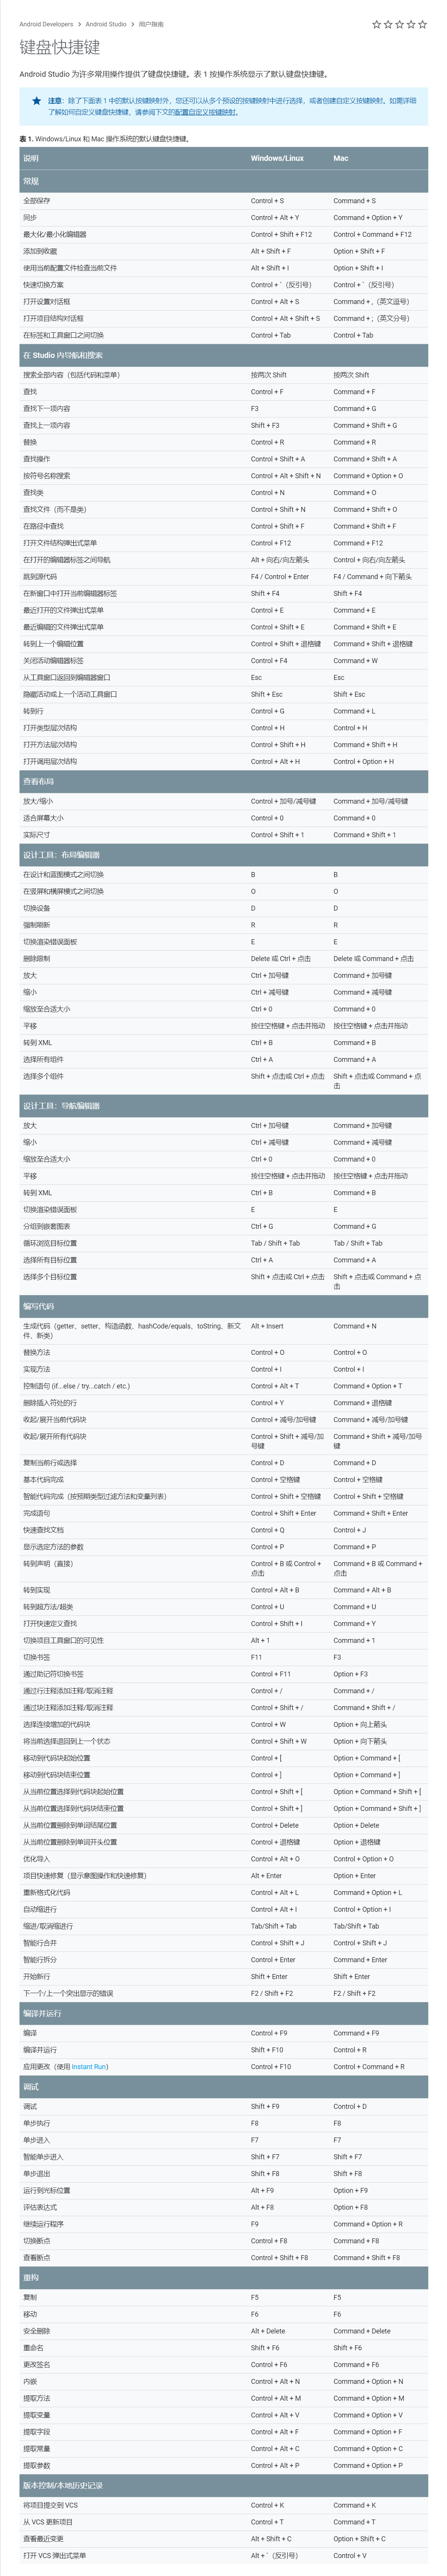 Android Developers > Android Studio > 用户指南
键盘快捷键
Android Studio 为许多常用操作提供了键盘快捷键。表 1 按操作系统显示了默认键盘快捷键。
注意：除了下面表 1 中的默认按键映射外，您还可以从多个预设的按键映射中进行选择，或者创建自定义按键映射。如需详细
了解如何自定义键盘快捷键，请参阅下文的配置自定义按键映射。
表 1. Windows/Linux 和 Mac 操作系统的默认键盘快捷键。
说明 Windows/Linux Mac
常规
全部保存 Control + S Command + S
同步 Control + Alt + Y Command + Option + Y
最大化/最小化编辑器 Control + Shift + F12 Control + Command + F12
添加到收藏 Alt + Shift + F Option + Shift + F
使用当前配置文件检查当前文件 Alt + Shift + I Option + Shift + I
快速切换方案 Control + `（反引号） Control + `（反引号）
打开设置对话框 Control + Alt + S Command + ,（英文逗号）
打开项目结构对话框 Control + Alt + Shift + S Command + ;（英文分号）
在标签和工具窗口之间切换 Control + Tab Control + Tab
在 Studio 内导航和搜索
搜索全部内容（包括代码和菜单） 按两次 Shift 按两次 Shift
查找 Control + F Command + F
查找下一项内容 F3 Command + G
查找上一项内容 Shift + F3 Command + Shift + G
替换 Control + R Command + R
查找操作 Control + Shift + A Command + Shift + A
按符号名称搜索 Control + Alt + Shift + N Command + Option + O
查找类 Control + N Command + O
查找文件（而不是类） Control + Shift + N Command + Shift + O
在路径中查找 Control + Shift + F Command + Shift + F
打开文件结构弹出式菜单 Control + F12 Command + F12
在打开的编辑器标签之间导航 Alt + 向右/向左箭头 Control + 向右/向左箭头
跳到源代码 F4 / Control + Enter F4 / Command + 向下箭头
在新窗口中打开当前编辑器标签 Shift + F4 Shift + F4
最近打开的文件弹出式菜单 Control + E Command + E
最近编辑的文件弹出式菜单 Control + Shift + E Command + Shift + E
转到上一个编辑位置 Control + Shift + 退格键 Command + Shift + 退格键
关闭活动编辑器标签 Control + F4 Command + W
从工具窗口返回到编辑器窗口 Esc Esc
隐藏活动或上一个活动工具窗口 Shift + Esc Shift + Esc
转到行 Control + G Command + L
打开类型层次结构 Control + H Control + H
打开方法层次结构 Control + Shift + H Command + Shift + H
打开调用层次结构 Control + Alt + H Control + Option + H
查看布局
放大/缩小 Control + 加号/减号键 Command + 加号/减号键
适合屏幕大小 Control + 0 Command + 0
实际尺寸 Control + Shift + 1 Command + Shift + 1
设计工具：布局编辑器
在设计和蓝图模式之间切换 B B
在竖屏和横屏模式之间切换 O O
切换设备 D D
强制刷新 R R
切换渲染错误面板 E E
删除限制 Delete 或 Ctrl + 点击 Delete 或 Command + 点击
放大 Ctrl + 加号键 Command + 加号键
缩小 Ctrl + 减号键 Command + 减号键
缩放至合适大小 Ctrl + 0 Command + 0
平移 按住空格键 + 点击并拖动 按住空格键 + 点击并拖动
转到 XML Ctrl + B Command + B
选择所有组件 Ctrl + A Command + A
选择多个组件 Shift + 点击或 Ctrl + 点击 Shift + 点击或 Command + 点
击
设计工具：导航编辑器
放大 Ctrl + 加号键 Command + 加号键
缩小 Ctrl + 减号键 Command + 减号键
缩放至合适大小 Ctrl + 0 Command + 0
平移 按住空格键 + 点击并拖动 按住空格键 + 点击并拖动
转到 XML Ctrl + B Command + B
切换渲染错误面板 E E
分组到嵌套图表 Ctrl + G Command + G
循环浏览目标位置 Tab / Shift + Tab Tab / Shift + Tab
选择所有目标位置 Ctrl + A Command + A
选择多个目标位置 Shift + 点击或 Ctrl + 点击 Shift + 点击或 Command + 点
击
编写代码
生成代码（getter、setter、构造函数、hashCode/equals、toString、新文 Alt + Insert Command + N
件、新类）
替换方法 Control + O Control + O
实现方法 Control + I Control + I
控制语句 (if...else / try...catch / etc.) Control + Alt + T Command + Option + T
删除插入符处的行 Control + Y Command + 退格键
收起/展开当前代码块 Control + 减号/加号键 Command + 减号/加号键
收起/展开所有代码块 Control + Shift + 减号/加 Command + Shift + 减号/加号
号键 键
复制当前行或选择 Control + D Command + D
基本代码完成 Control + 空格键 Control + 空格键
智能代码完成（按预期类型过滤方法和变量列表） Control + Shift + 空格键 Control + Shift + 空格键
完成语句 Control + Shift + Enter Command + Shift + Enter
快速查找文档 Control + Q Control + J
显示选定方法的参数 Control + P Command + P
转到声明（直接） Control + B 或 Control + Command + B 或 Command +
点击 点击
转到实现 Control + Alt + B Command + Alt + B
转到超方法/超类 Control + U Command + U
打开快速定义查找 Control + Shift + I Command + Y
切换项目工具窗口的可见性 Alt + 1 Command + 1
切换书签 F11 F3
通过助记符切换书签 Control + F11 Option + F3
通过行注释添加注释/取消注释 Control + / Command + /
通过块注释添加注释/取消注释 Control + Shift + / Command + Shift + /
选择连续增加的代码块 Control + W Option + 向上箭头
将当前选择退回到上一个状态 Control + Shift + W Option + 向下箭头
移动到代码块起始位置 Control + [ Option + Command + [
移动到代码块结束位置 Control + ] Option + Command + ]
从当前位置选择到代码块起始位置 Control + Shift + [ Option + Command + Shift + [
从当前位置选择到代码块结束位置 Control + Shift + ] Option + Command + Shift + ]
从当前位置删除到单词结尾位置 Control + Delete Option + Delete
从当前位置删除到单词开头位置 Control + 退格键 Option + 退格键
优化导入 Control + Alt + O Control + Option + O
项目快速修复（显示意图操作和快速修复） Alt + Enter Option + Enter
重新格式化代码 Control + Alt + L Command + Option + L
自动缩进行 Control + Alt + I Control + Option + I
缩进/取消缩进行 Tab/Shift + Tab Tab/Shift + Tab
智能行合并 Control + Shift + J Control + Shift + J
智能行拆分 Control + Enter Command + Enter
开始新行 Shift + Enter Shift + Enter
下一个/上一个突出显示的错误 F2 / Shift + F2 F2 / Shift + F2
编译并运行
编译 Control + F9 Command + F9
编译并运行 Shift + F10 Control + R
应用更改（使用 Instant Run） Control + F10 Control + Command + R
调试
调试 Shift + F9 Control + D
单步执行 F8 F8
单步进入 F7 F7
智能单步进入 Shift + F7 Shift + F7
单步退出 Shift + F8 Shift + F8
运行到光标位置 Alt + F9 Option + F9
评估表达式 Alt + F8 Option + F8
继续运行程序 F9 Command + Option + R
切换断点 Control + F8 Command + F8
查看断点 Control + Shift + F8 Command + Shift + F8
重构
复制 F5 F5
移动 F6 F6
安全删除 Alt + Delete Command + Delete
重命名 Shift + F6 Shift + F6
更改签名 Control + F6 Command + F6
内嵌 Control + Alt + N Command + Option + N
提取方法 Control + Alt + M Command + Option + M
提取变量 Control + Alt + V Command + Option + V
提取字段 Control + Alt + F Command + Option + F
提取常量 Control + Alt + C Command + Option + C
提取参数 Control + Alt + P Command + Option + P
版本控制/本地历史记录
将项目提交到 VCS Control + K Command + K
从 VCS 更新项目 Control + T Command + T
查看最近变更 Alt + Shift + C Option + Shift + C
打开 VCS 弹出式菜单 Alt + `（反引号） Control + V